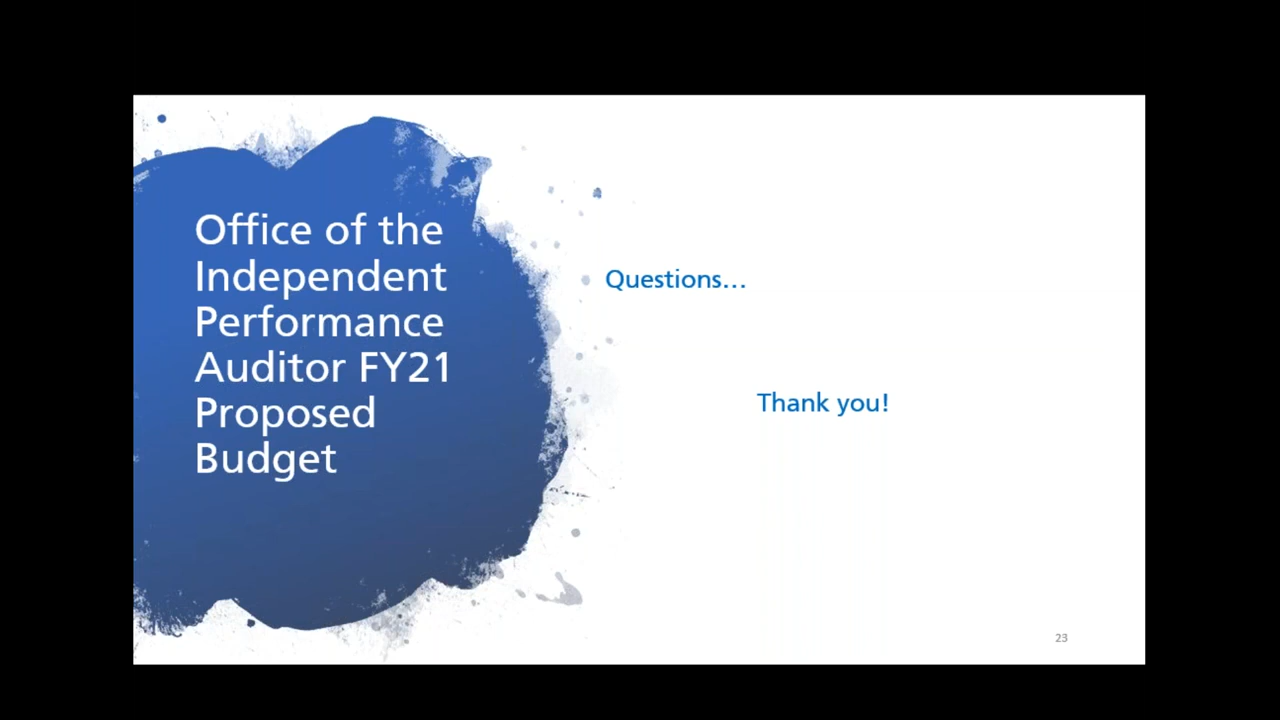 Office of the
Independent
Performance
Auditor FY21
Proposed
Budget
Questions...
Thank you!
23